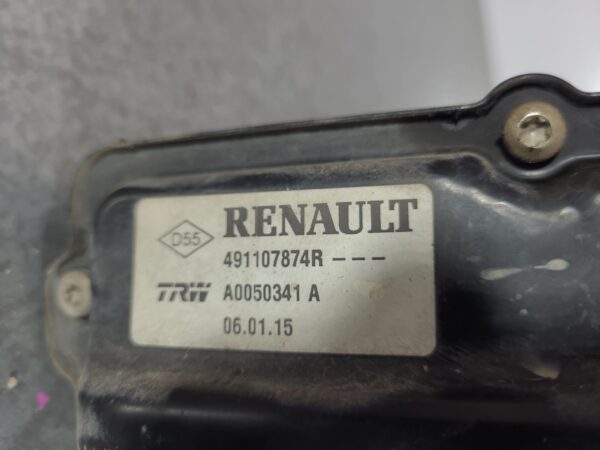 D55 RENAULT
491107874R ---
TRW A0050341 A
06.01.15